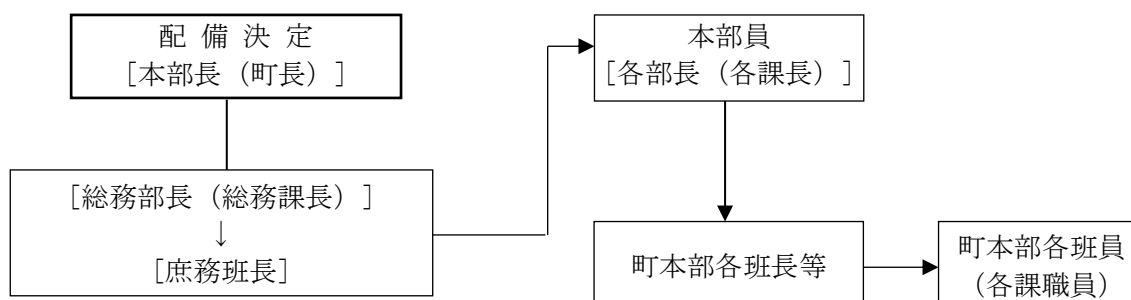 配 備 決 定
[本部長(町長)]
[総務部長(総務課長)]
↓
[庶務班長]
本部員
[各部長(各課長)]
町本部各班長等
町本部各班員
(各課職員)